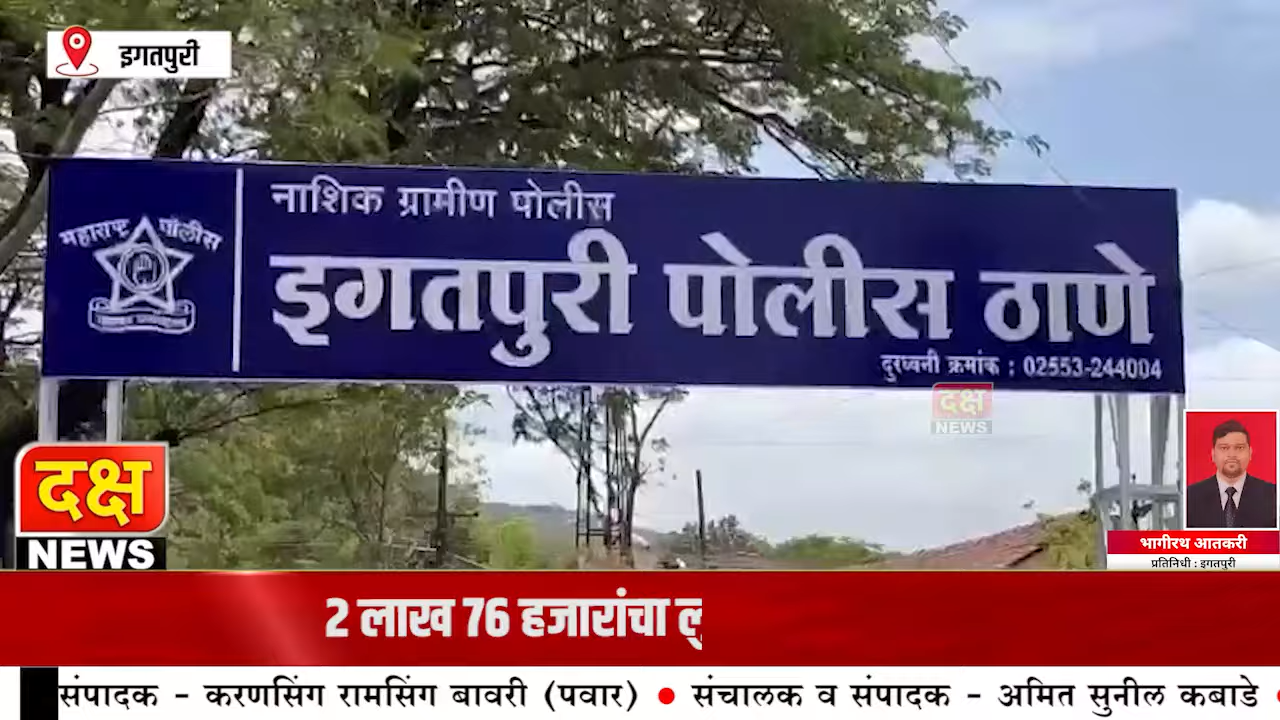 इगतपुरी
नाशिक ग्रामीण पोलीस
महाराष्ट्र पोलीस
इगतपुरी पोलीस ठाणे
दुरध्वनी क्रमांक : 02553-244004
दक्ष
NEWS
दक्ष
NEWS
भागीरथ आतकरी
प्रतिनिधी : इगतपुरी
2 लाख 76 हजारांचा
संपादक - करणसिंग रामसिंग बावरी (पवार) • संचालक व संपादक - अमित सुनील कबाडे